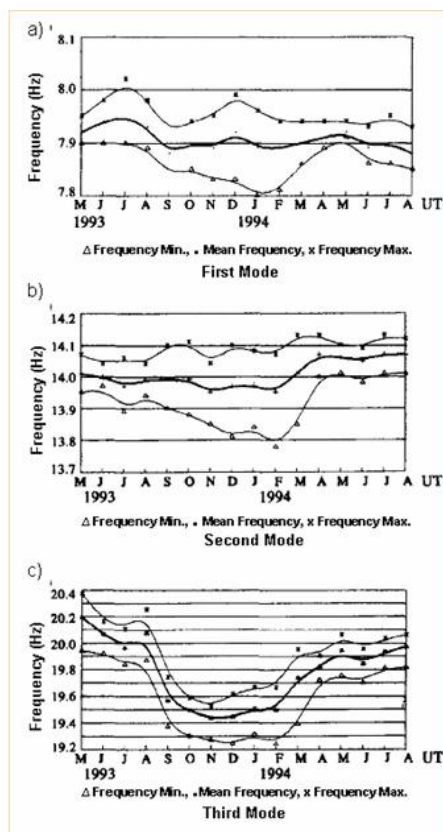 a)
8.1
8.0
7.9
7.8
Frequency (Hz)
M J J A S O N D J F M A M J J A UT
1993 1994
△ Frequency Min., • Mean Frequency, x Frequency Max.
First Mode
b)
14.2
14.1
14.0
13.9
13.8
13.7
Frequency (Hz)
M J J A S O N D J F M A M J J A UT
1993 1994
△ Frequency Min., • Mean Frequency, x Frequency Max.
Second Mode
c)
20.4
20.2
20.0
19.8
19.6
19.4
19.2
Frequency (Hz)
M J J A S O N D J F M A M J J A UT
1993 1994
△ Frequency Min., • Mean Frequency, x Frequency Max.
Third Mode